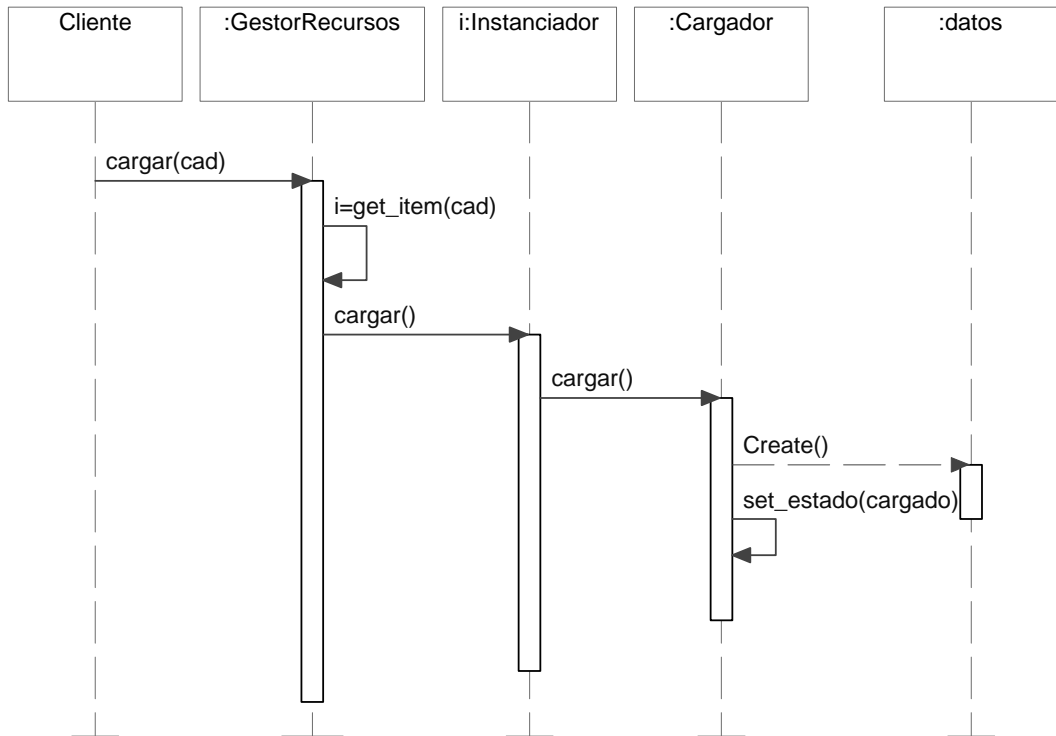 Cliente
:GestorRecursos
i:Instanciador
:Cargador
:datos
cargar(cad)
i=get_item(cad)
cargar()
cargar()
Create()
set_estado(cargado)